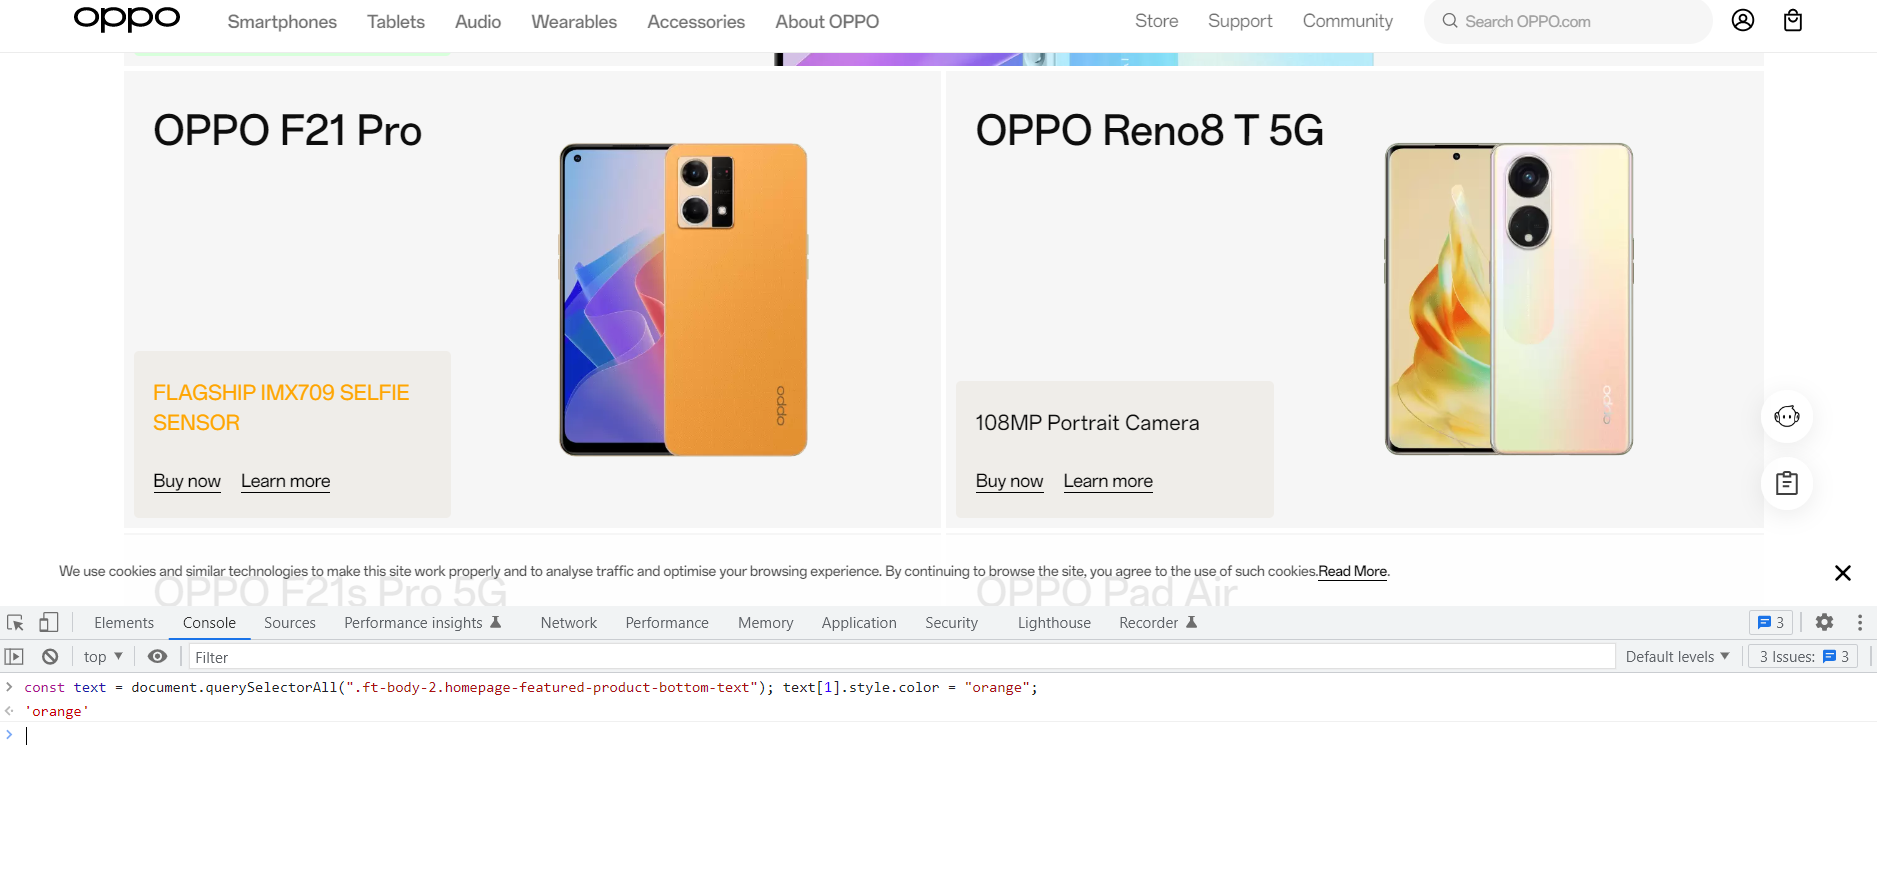 oppo
Smartphones Tablets Audio Wearables Accessories About OPPO Store Support Community Search OPPO.com
OPPO F21 Pro
oppo
FLAGSHIP IMX709 SELFIE
SENSOR
Buy now Learn more
OPPO Reno8 T 5G
oppo
108MP Portrait Camera
Buy now Learn more
We use cookies and similar technologies to make this site work properly and to analyse traffic and optimise your browsing experience. By continuing to browse the site, you agree to the use of such cookies.Read More.
OPPO F21s Pro 5G OPPO Pad Air
Elements Console Sources Performance insights Network Performance Memory Application Security Lighthouse Recorder 3
top Filter Default levels 3 Issues: 3
const text = document.querySelectorAll(".ft-body-2.homepage-featured-product-bottom-text"); text[1].style.color = "orange";
'orange'